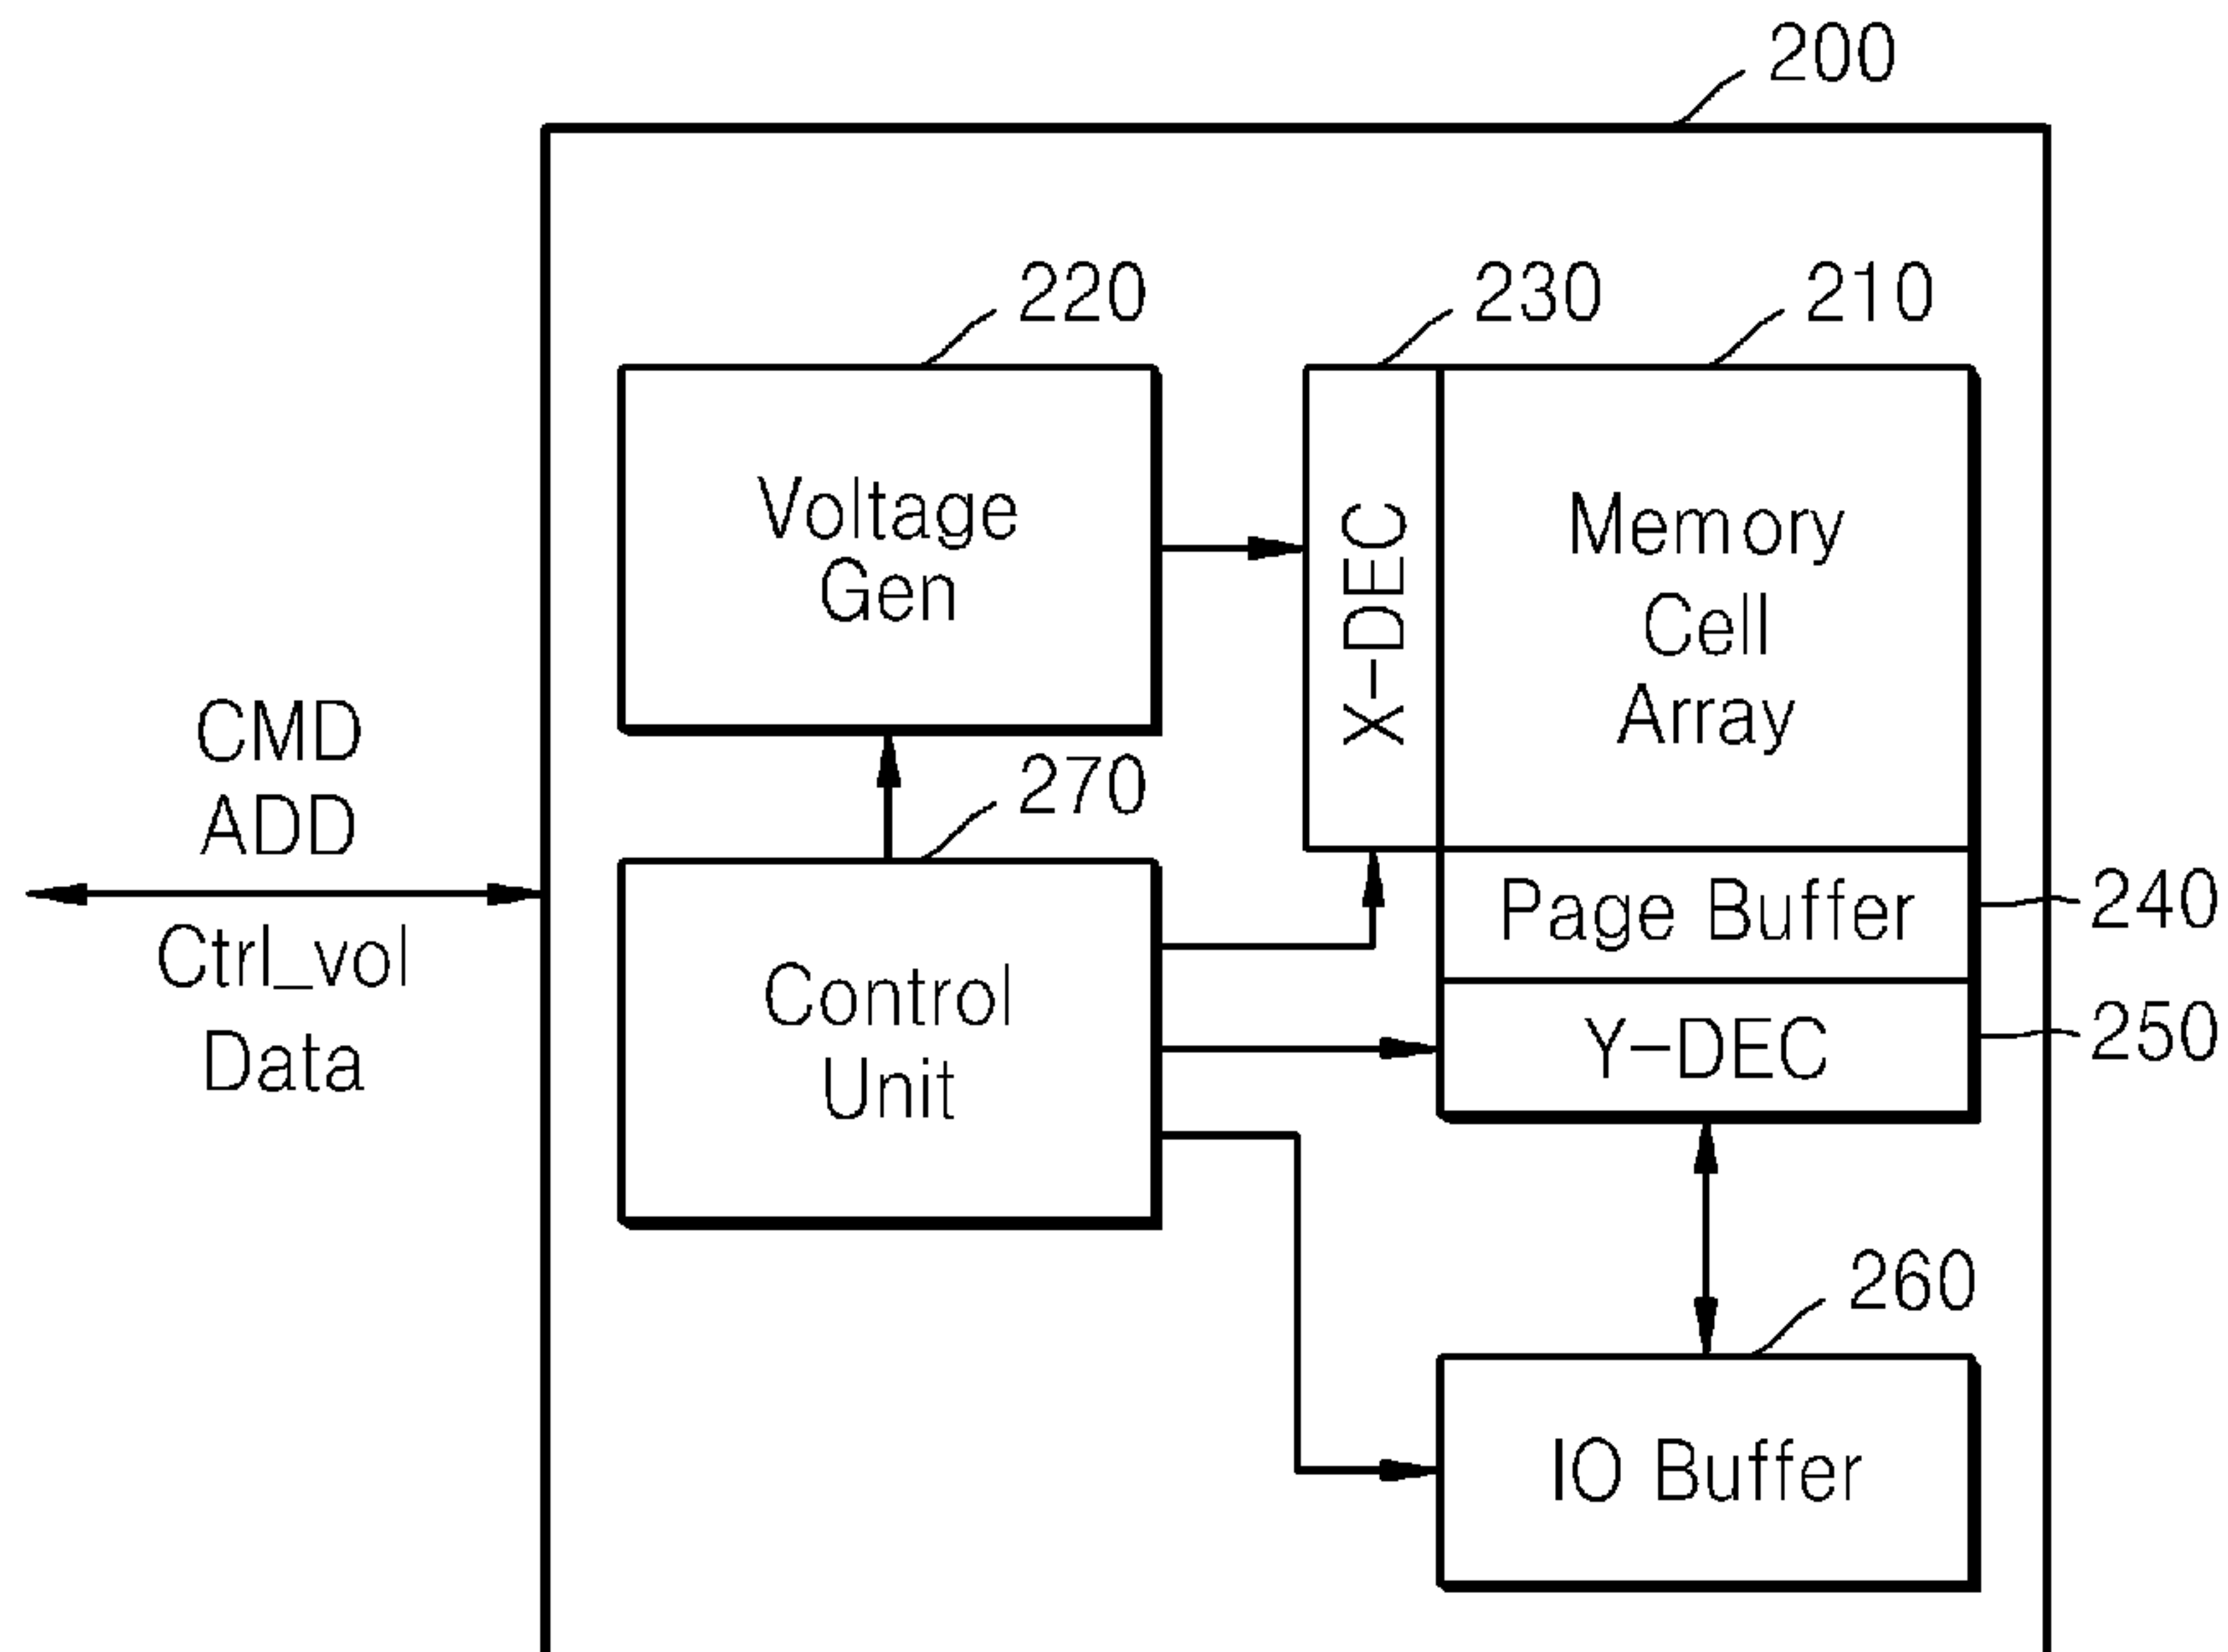 200
220
230
210
Voltage
Gen
X-DEC
Memory
Cell
Array
CMD
ADD
Ctrl_vol
Data
270
Control
Unit
Page Buffer
240
Y-DEC
250
260
IO Buffer